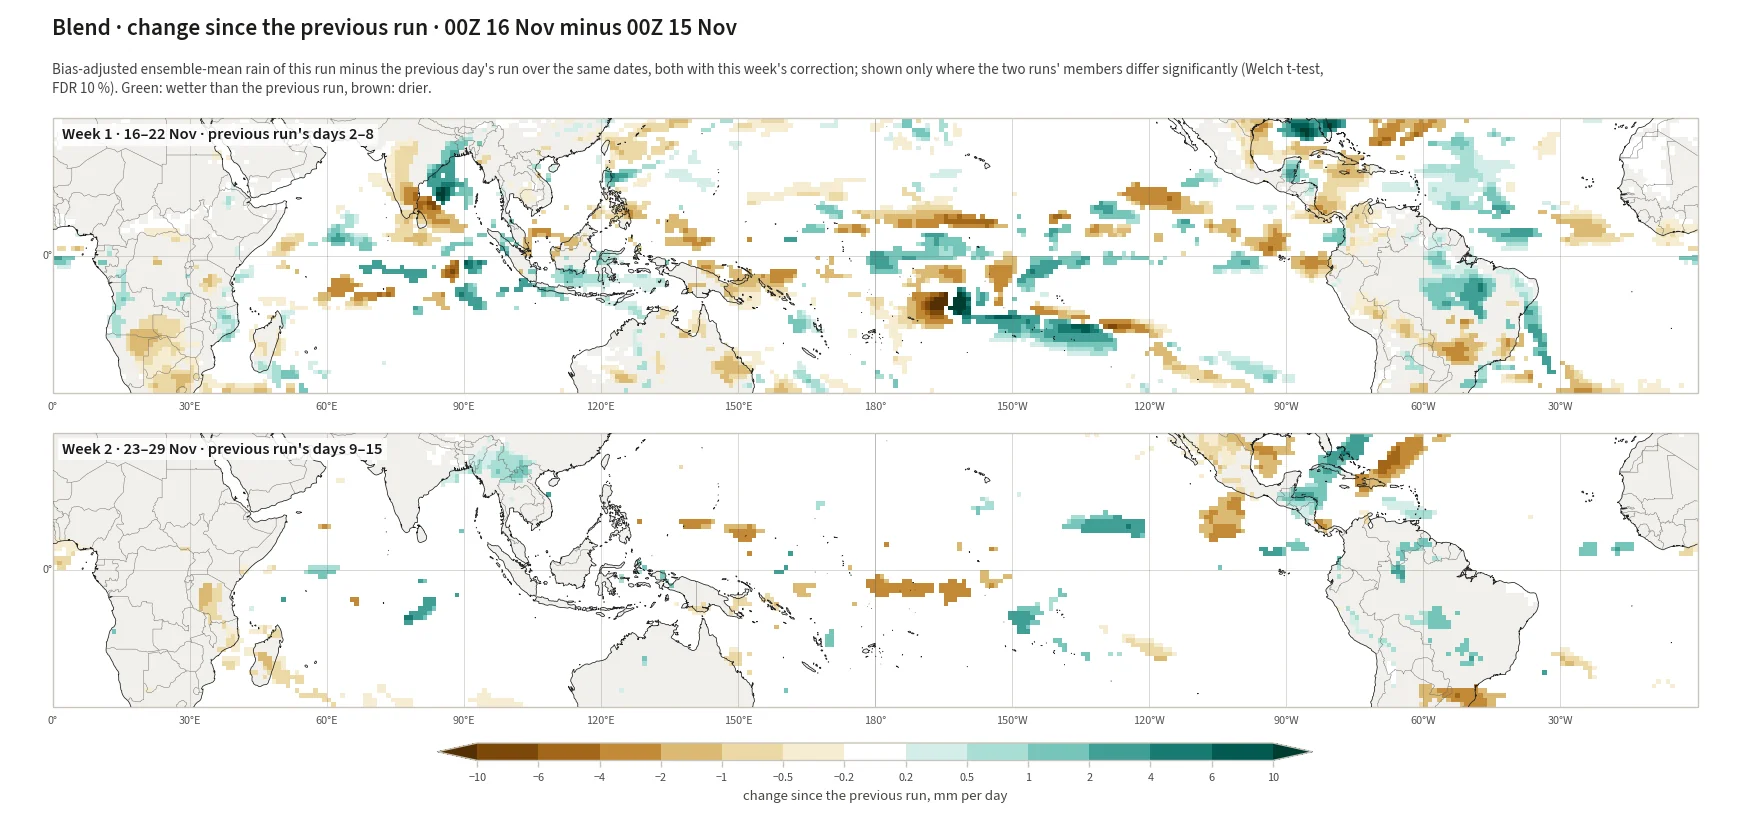 Blend · change since the previous run · 00Z 16 Nov minus 00Z 15 Nov
Bias-adjusted ensemble-mean rain of this run minus the previous day's run over the same dates, both with this week's correction; shown only where the two runs' members differ significantly (Welch t-test,
FDR 10 %). Green: wetter than the previous run, brown: drier.
Week 1 · 16–22 Nov · previous run's days 2–8
0°
0° 30°E 60°E 90°E 120°E 150°E 180° 150°W 120°W 90°W 60°W 30°W
Week 2 · 23–29 Nov · previous run's days 9–15
0°
0° 30°E 60°E 90°E 120°E 150°E 180° 150°W 120°W 90°W 60°W 30°W
−10 −6 −4 −2 −1 −0.5 −0.2 0.2 0.5 1 2 4 6 10
change since the previous run, mm per day